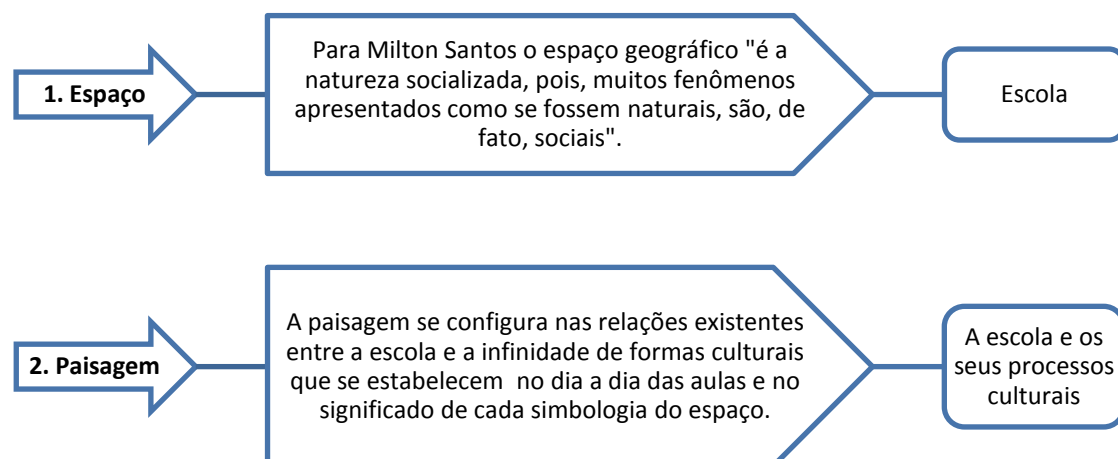 1. Espaço
Para Milton Santos o espaço geográfico "é a
natureza socializada, pois, muitos fenômenos
apresentados como se fossem naturais, são, de
fato, sociais".
Escola
2. Paisagem
A paisagem se configura nas relações existentes
entre a escola e a infinidade de formas culturais
que se estabelecem no dia a dia das aulas e no
significado de cada simbologia do espaço.
A escola e os
seus processos
culturais